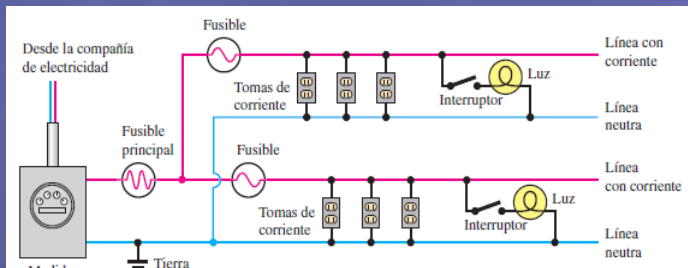 Fusible
Desde la compañía
de electricidad
Línea con
corriente
Luz
Tomas de
corriente
Interruptor
Línea
neutra
Fusible
principal
Fusible
Línea
con corriente
Luz
Tomas de
corriente
Interruptor
Línea
neutra
Tierra